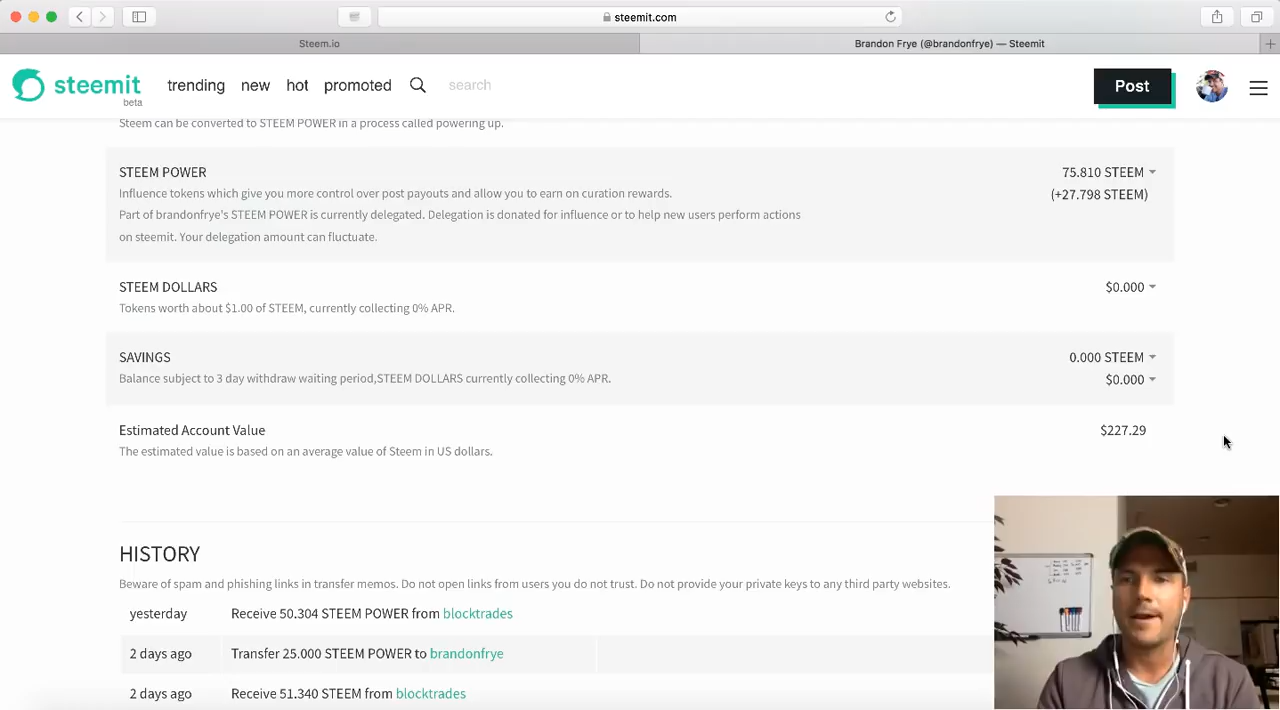 steemit.com
Steem.io
Brandon Frye (@brandonfrye) — Steemit
steemit
beta
trending new hot promoted search
Post
Steem can be converted to STEEM POWER in a process called powering up.
STEEM POWER 75.810 STEEM
Influence tokens which give you more control over post payouts and allow you to earn on curation rewards. (+27.798 STEEM)
Part of brandonfrye's STEEM POWER is currently delegated. Delegation is donated for influence or to help new users perform actions
on steemit. Your delegation amount can fluctuate.
STEEM DOLLARS $0.000
Tokens worth about $1.00 of STEEM, currently collecting 0% APR.
SAVINGS 0.000 STEEM
Balance subject to 3 day withdraw waiting period,STEEM DOLLARS currently collecting 0% APR. $0.000
Estimated Account Value $227.29
The estimated value is based on an average value of Steem in US dollars.
HISTORY
Beware of spam and phishing links in transfer memos. Do not open links from users you do not trust. Do not provide your private keys to any third party websites.
yesterday Receive 50.304 STEEM POWER from blocktrades
2 days ago Transfer 25.000 STEEM POWER to brandonfrye
2 days ago Receive 51.340 STEEM from blocktrades